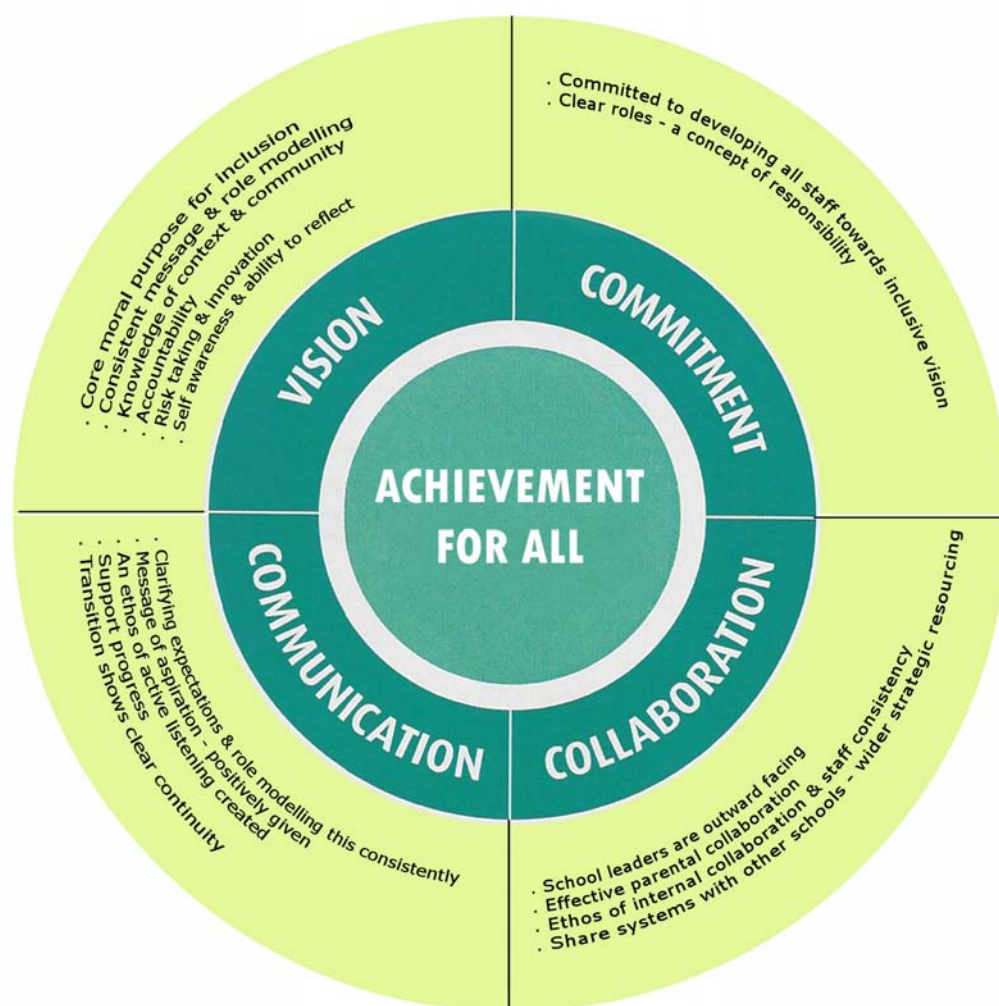 . Core moral purpose for inclusion
. Consistent message & role modelling
. Knowledge of context & community
. Accountability
. Risk taking & innovation
. Self awareness & ability to reflect
VISION
. Committed to developing all staff towards inclusive vision
. Clear roles - a concept of
responsibility
COMMITMENT
ACHIEVEMENT
FOR ALL
COMMUNICATION
. Clarifying expectations & role modelling this consistently
. Message of aspiration - positively given
. An ethos of active listening created
. Support progress
. Transition shows clear continuity
COLLABORATION
. School leaders are outward facing
. Effective parental collaboration
. Ethos of internal collaboration & staff consistency
. Share systems with other schools - wider strategic resourcing